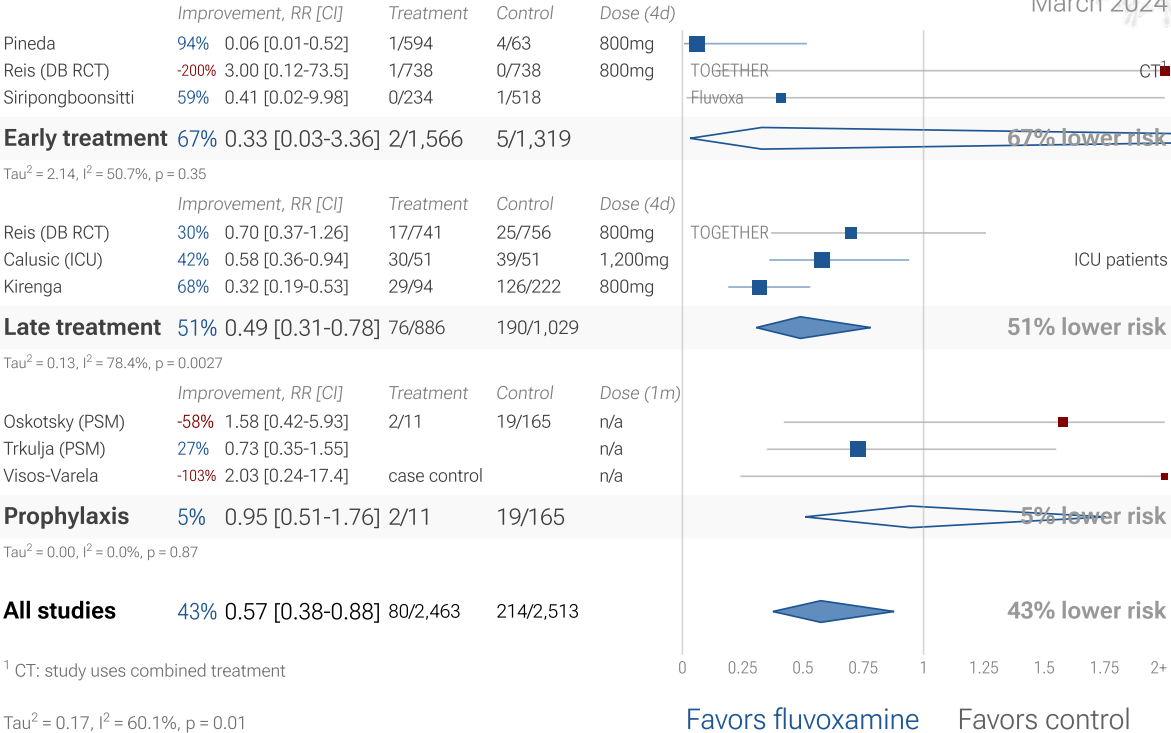 March 2024
Improvement, RR [CI] Treatment Control Dose (4d)
Pineda 94% 0.06 [0.01-0.52] 1/594 4/63 800mg
Reis (DB RCT) -200% 3.00 [0.12-73.5] 1/738 0/738 800mg TOGETHER CT1
Siripongboonsitti 59% 0.41 [0.02-9.98] 0/234 1/518 Fluvoxa
Early treatment 67% 0.33 [0.03-3.36] 2/1,566 5/1,319 67% lower risk
Tau2 = 2.14, I2 = 50.7%, p = 0.35
Improvement, RR [CI] Treatment Control Dose (4d)
Reis (DB RCT) 30% 0.70 [0.37-1.26] 17/741 25/756 800mg TOGETHER
Calusic (ICU) 42% 0.58 [0.36-0.94] 30/51 39/51 1,200mg ICU patients
Kirenga 68% 0.32 [0.19-0.53] 29/94 126/222 800mg
Late treatment 51% 0.49 [0.31-0.78] 76/886 190/1,029 51% lower risk
Tau2 = 0.13, I2 = 78.4%, p = 0.0027
Improvement, RR [CI] Treatment Control Dose (1m)
Oskotsky (PSM) -58% 1.58 [0.42-5.93] 2/11 19/165 n/a
Trkulja (PSM) 27% 0.73 [0.35-1.55] n/a
Visos-Varela -103% 2.03 [0.24-17.4] case control n/a
Prophylaxis 5% 0.95 [0.51-1.76] 2/11 19/165 5% lower risk
Tau2 = 0.00, I2 = 0.0%, p = 0.87
All studies 43% 0.57 [0.38-0.88] 80/2,463 214/2,513 43% lower risk
0 0.25 0.5 0.75 1 1.25 1.5 1.75 2+
1 CT: study uses combined treatment
Tau2 = 0.17, I2 = 60.1%, p = 0.01
Favors fluvoxamine Favors control